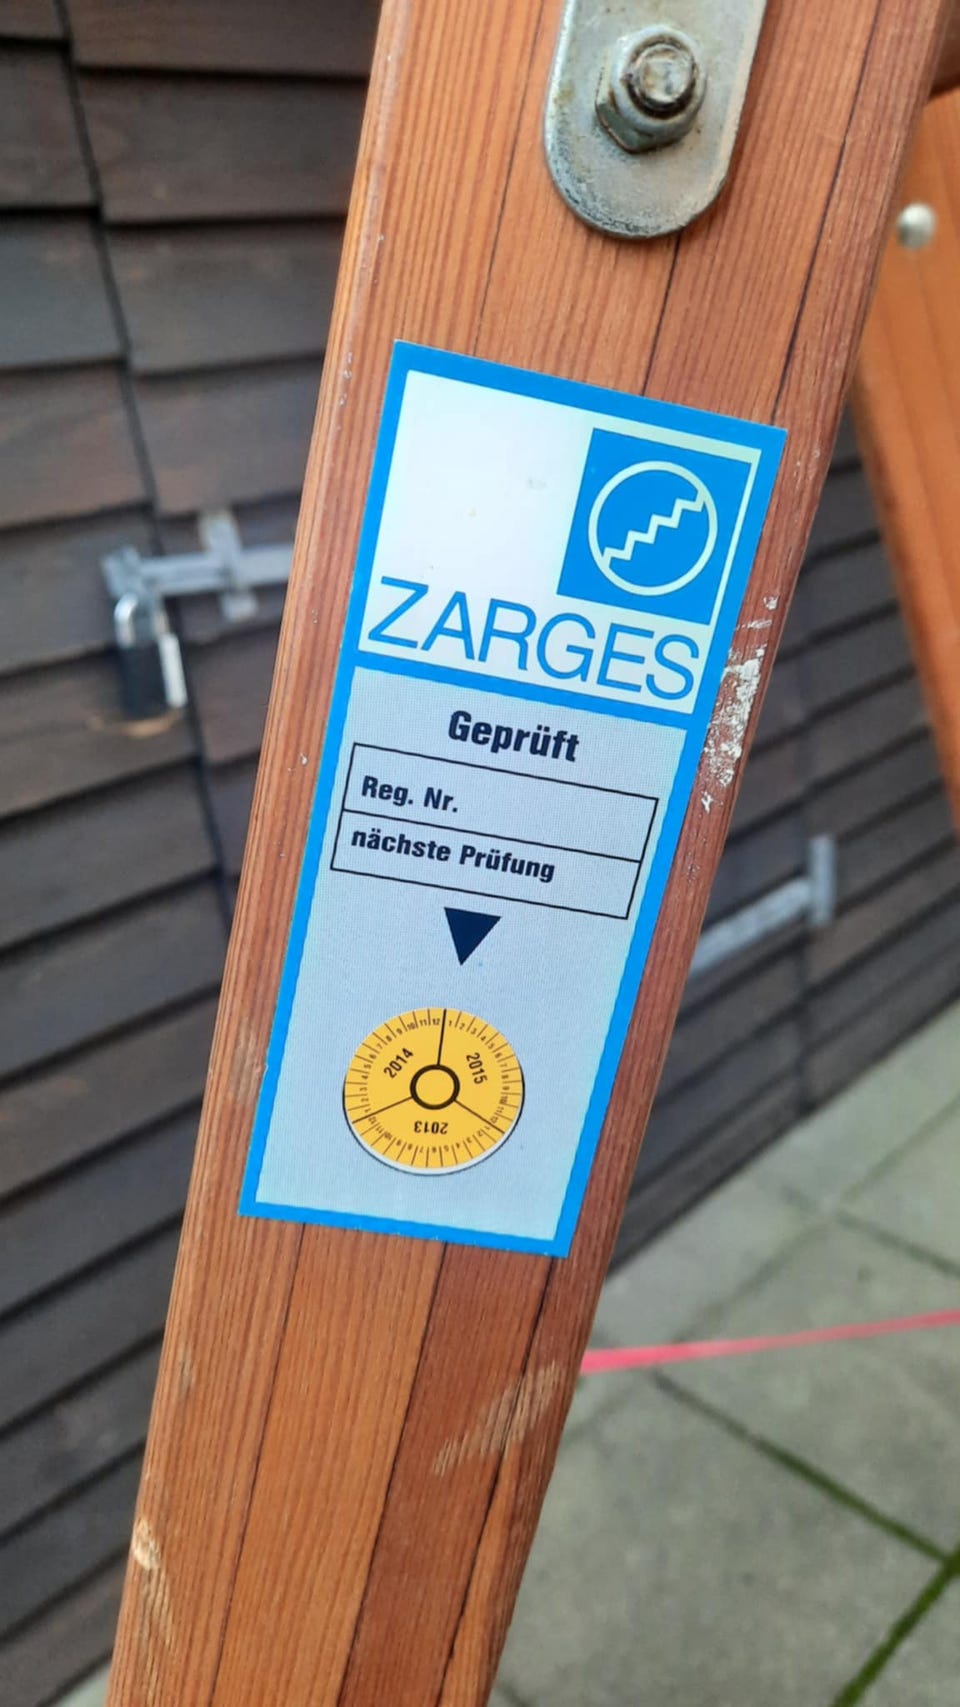 ZARGES
Geprüft
Reg. Nr.
nächste Prüfung
2014
2015
2013